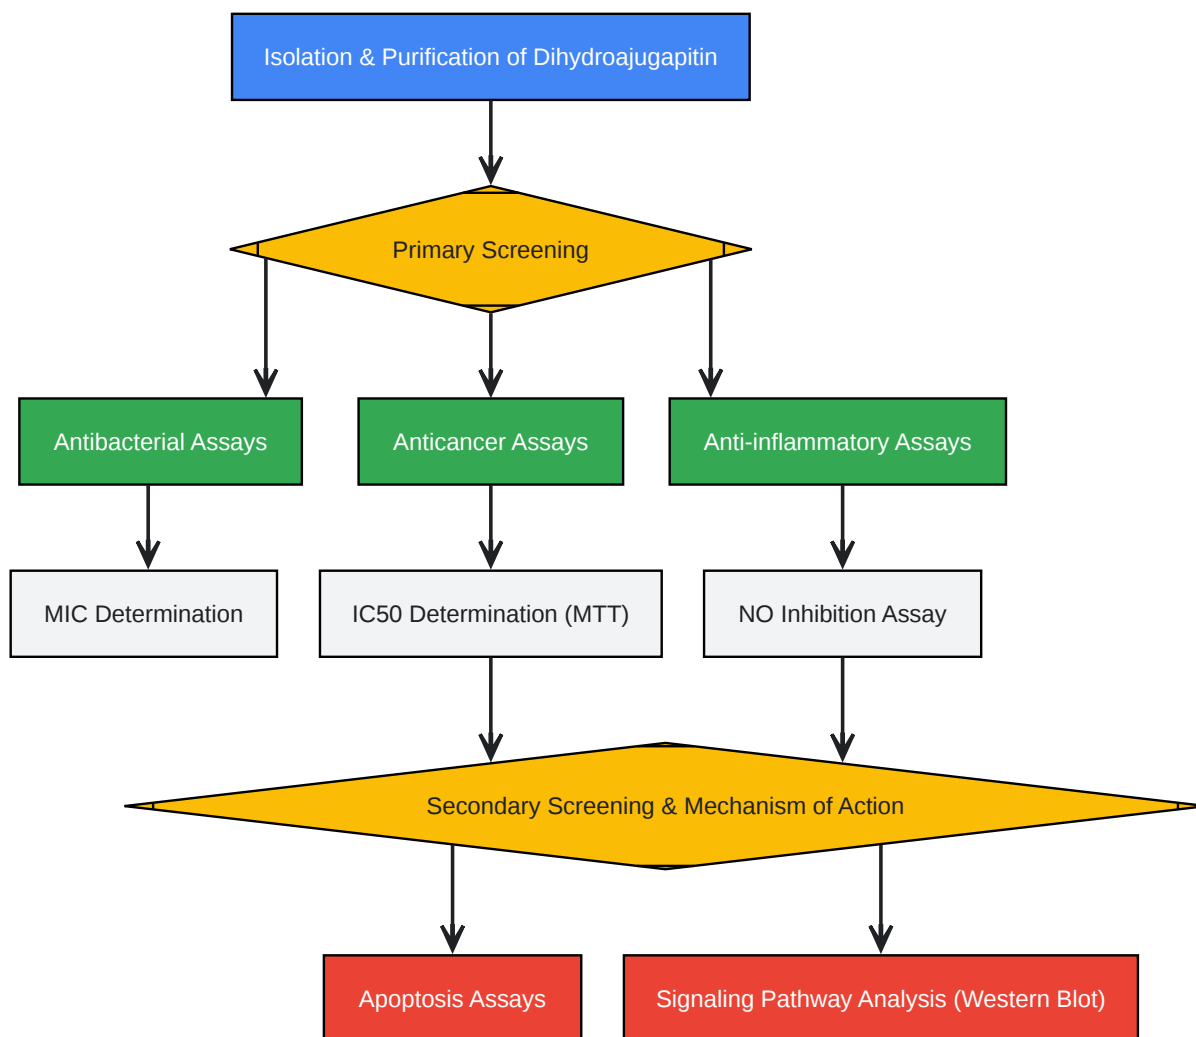 Isolation & Purification of Dihydroajugapitin
Primary Screening
Antibacterial Assays
Anticancer Assays
Anti-inflammatory Assays
MIC Determination
IC50 Determination (MTT)
NO Inhibition Assay
Secondary Screening & Mechanism of Action
Apoptosis Assays
Signaling Pathway Analysis (Western Blot)